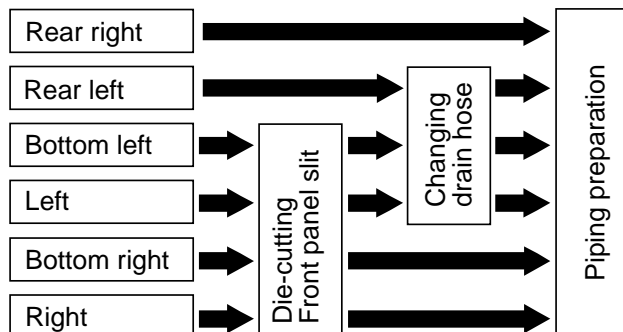 Rear right
Rear left
Bottom left
Left
Bottom right
Right
Die-cutting
Front panel slit
Changing
drain hose
Piping preparation